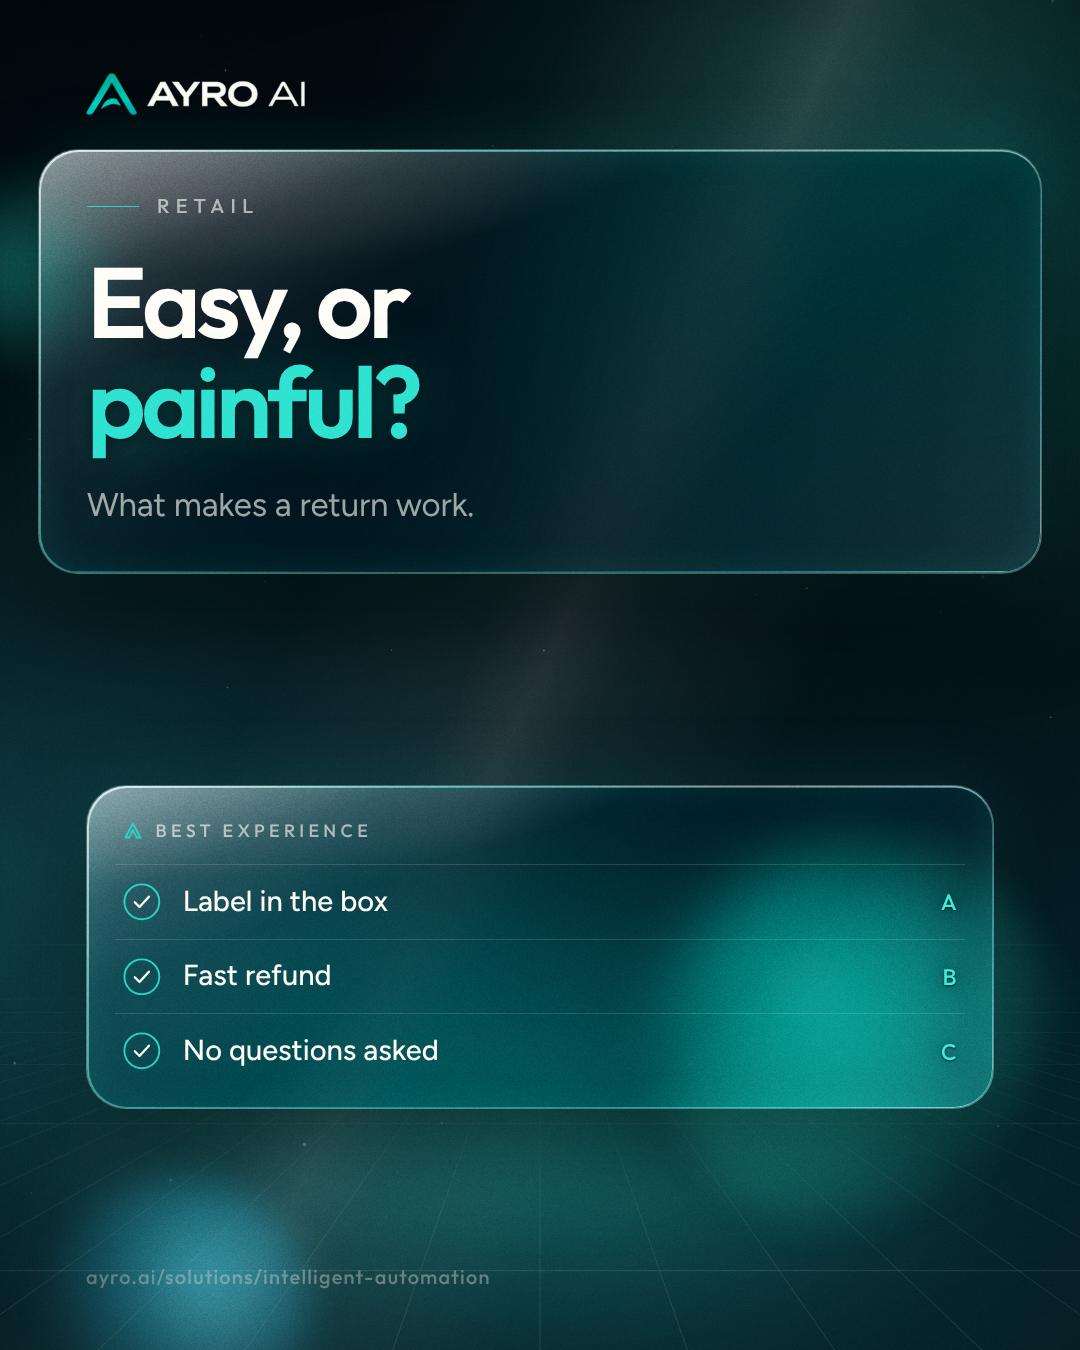 AYRO AI
RETAIL
Easy, or
painful?
What makes a return work.
BEST EXPERIENCE
Label in the box A
Fast refund B
No questions asked C
ayro.ai/solutions/intelligent-automation